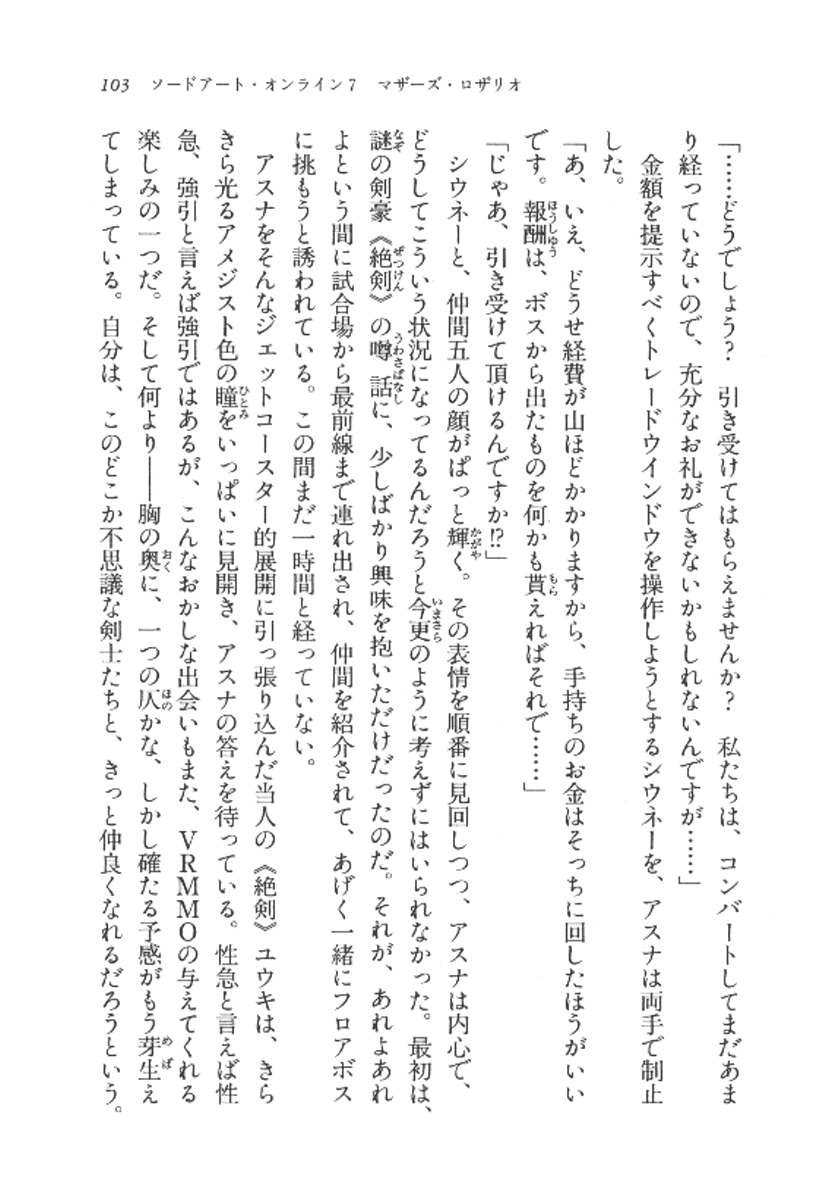 103　ソードアート・オンライン7　マザーズ・ロザリオ
「……どうでしょう？　引き受けてはもらえませんか？　私たちは、コンバートしてまだあま
り経っていないので、充分なお礼ができないかもしれないんですが……」
　金額を提示すべくトレードウインドウを操作しようとするシウネーを、アスナは両手で制止
した。
「あ、いえ、どうせ経費が山ほどかかりますから、手持ちのお金はそっちに回したほうがいい
です。報酬は、ボスから出たものを何かも貰えればそれで……」
「じゃあ、引き受けて頂けるんですか!?」
　シウネーと、仲間五人の顔がぱっと輝く。その表情を順番に見回しつつ、アスナは内心で、
どうしてこういう状況になってるんだろうと今更のように考えずにはいられなかった。最初は、
謎の剣豪《絶剣》の噂話に、少しばかり興味を抱いただけだったのだ。それが、あれよあれ
よという間に試合場から最前線まで連れ出され、仲間を紹介されて、あげく一緒にフロアボス
に挑もうと誘われている。この間まだ一時間と経っていない。
　アスナをそんなジェットコースター的展開に引っ張り込んだ当人の《絶剣》ユウキは、きら
きら光るアメジスト色の瞳をいっぱいに見開き、アスナの答えを待っている。性急と言えば性
急、強引と言えば強引ではあるが、こんなおかしな出会いもまた、ＶＲＭＭＯの与えてくれる
楽しみの一つだ。そして何より――胸の奥に、一つの仄かな、しかし確たる予感がもう芽生え
てしまっている。自分は、このどこか不思議な剣士たちと、きっと仲良くなれるだろうという。